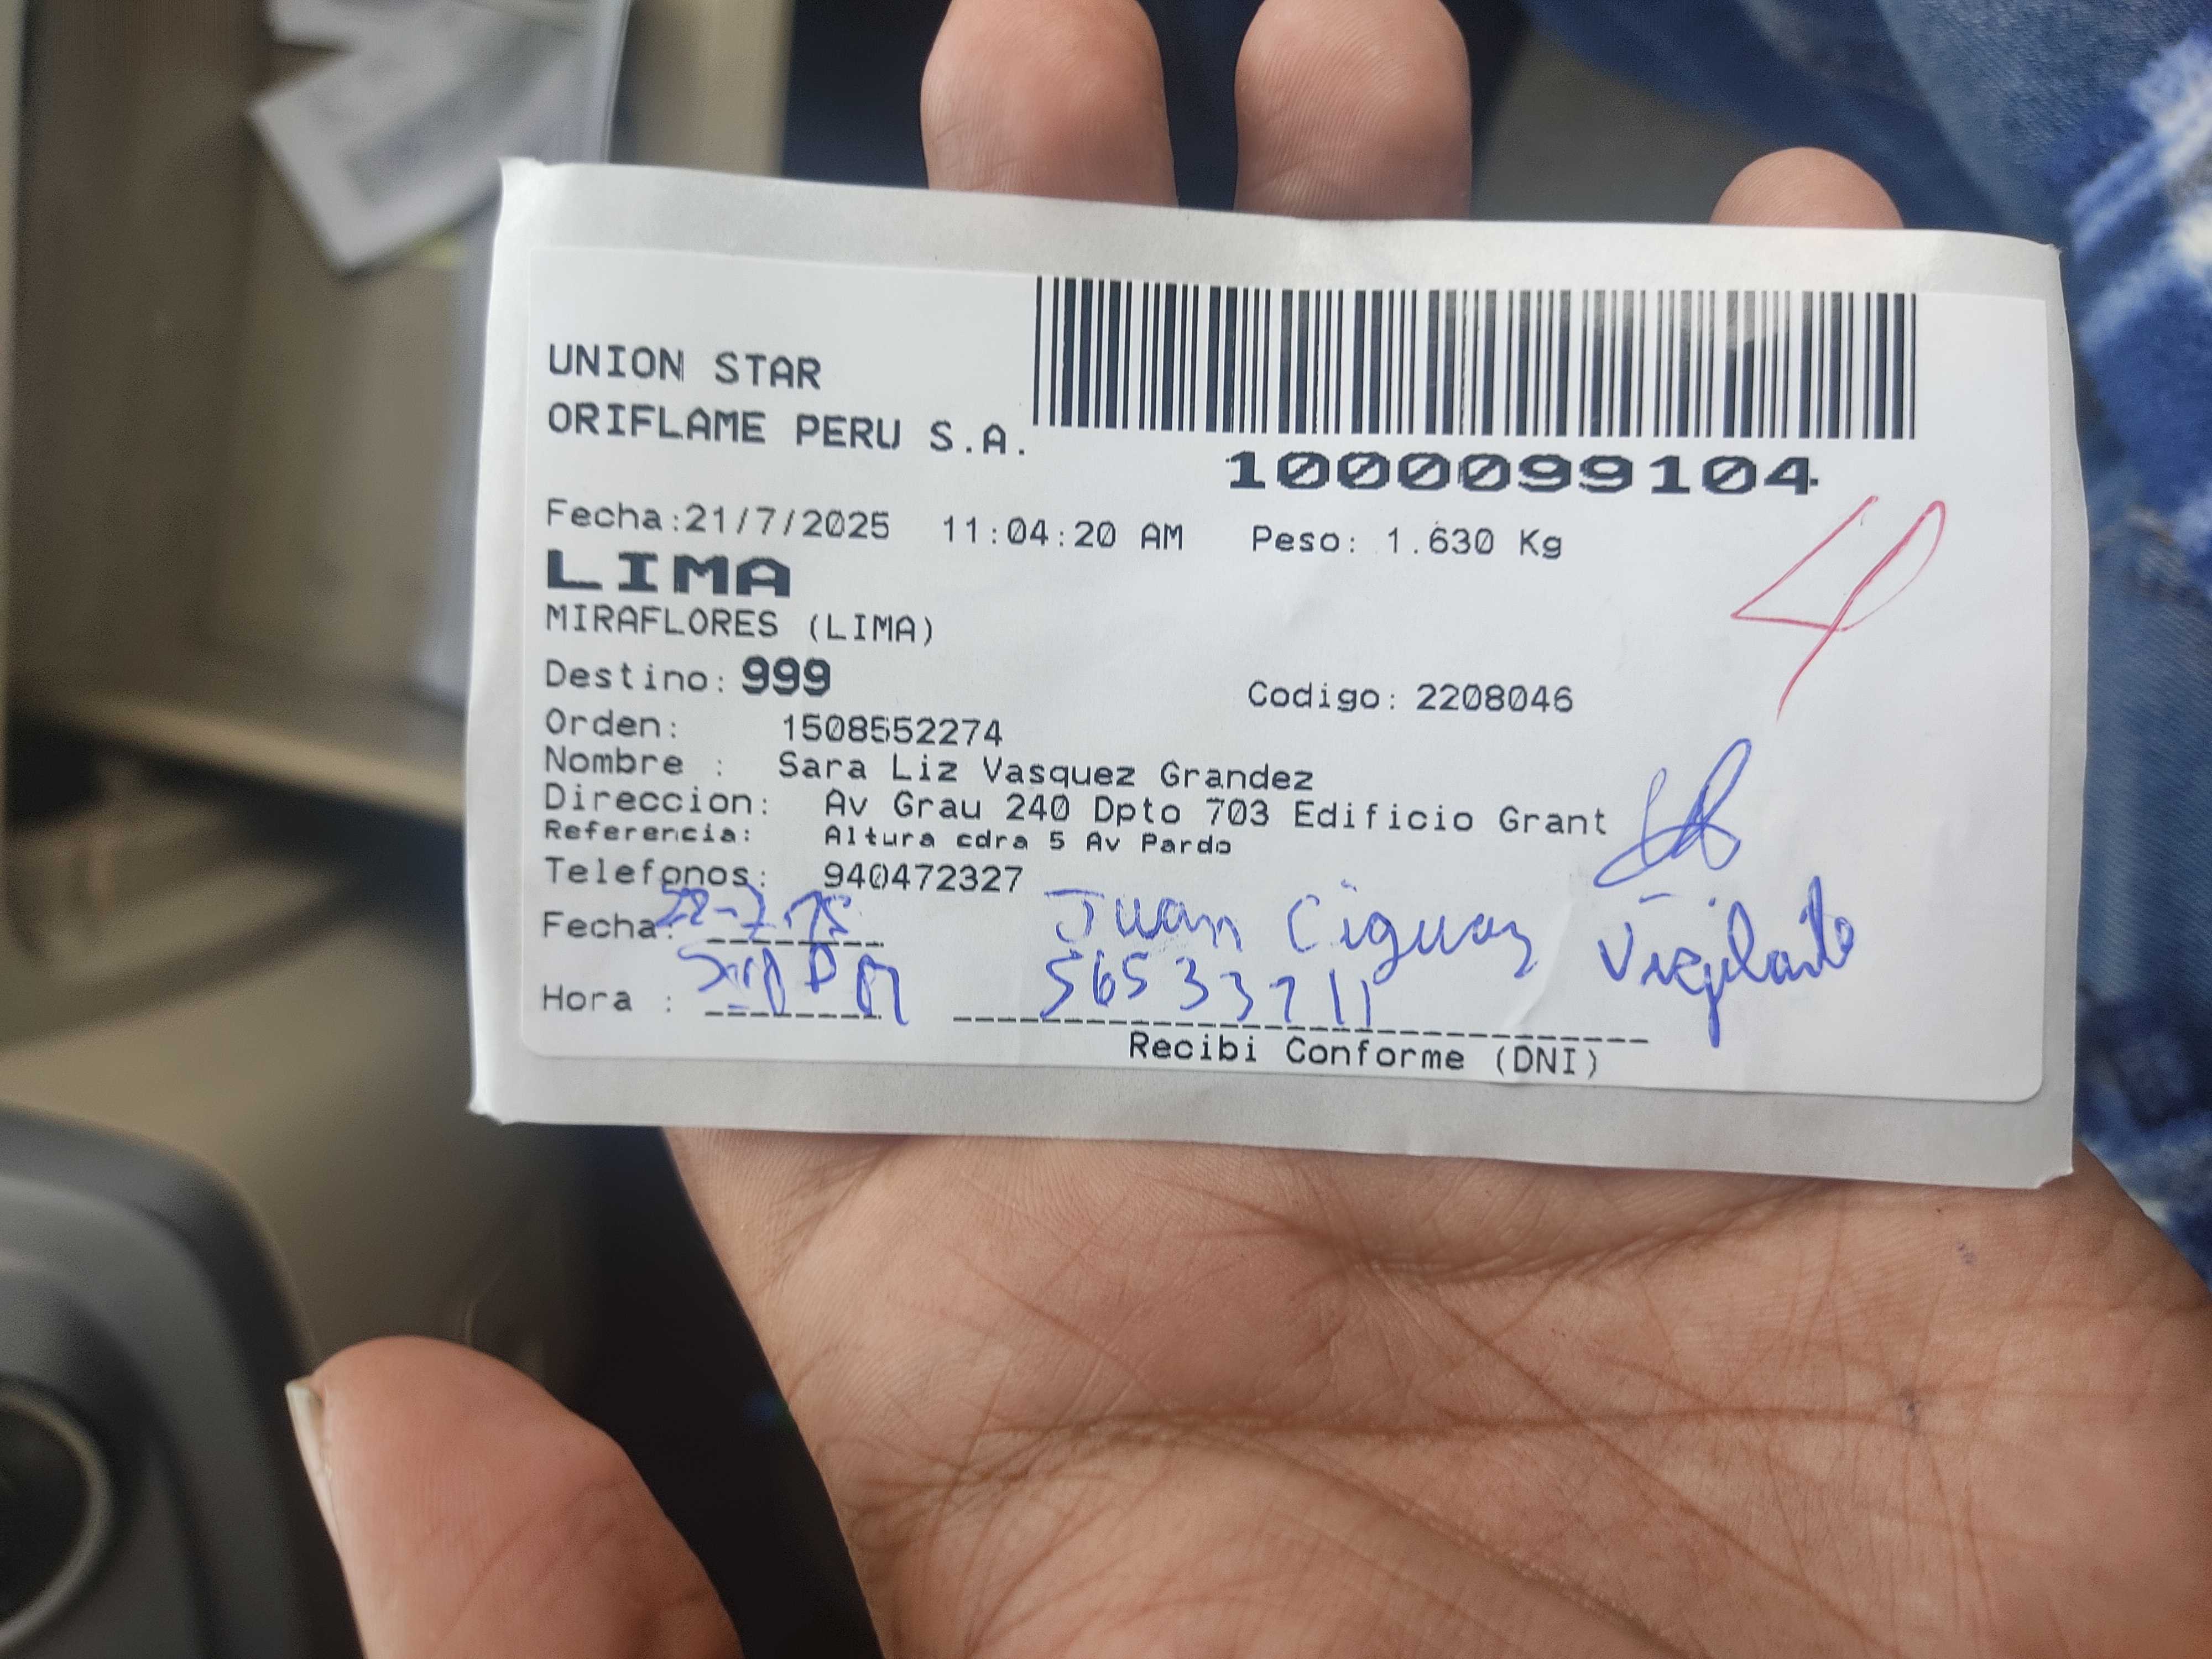 UNION STAR
ORIFLAME PERU S.A.
1000099104
Fecha:21/7/2025 11:04:20 AM Peso: 1.630 Kg
LIMA
MIRAFLORES (LIMA)
Destino: 999 Codigo: 2208046
Orden: 1508552274
Nombre : Sara Liz Vasquez Grandez
Direccion: Av Grau 240 Dpto 703 Edificio Grant
Referencia: Altura cdra 5 Av Pardo
Telefonos: 940472327
Fecha: Juan Vigilante
Hora :
Recibi Conforme (DNI)